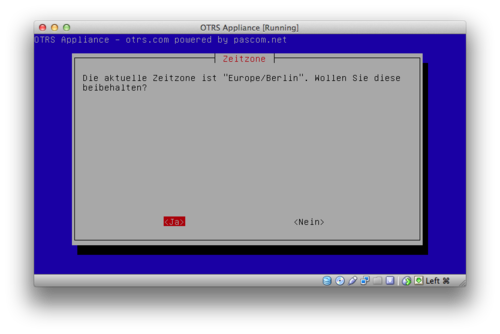 OTRS Appliance [Running]
OTRS Appliance - otrs.com powered by pascom.net
Zeitzone
Die aktuelle Zeitzone ist "Europe/Berlin". Wollen Sie diese
beibehalten?
<Ja> <Nein>
Left ⌘